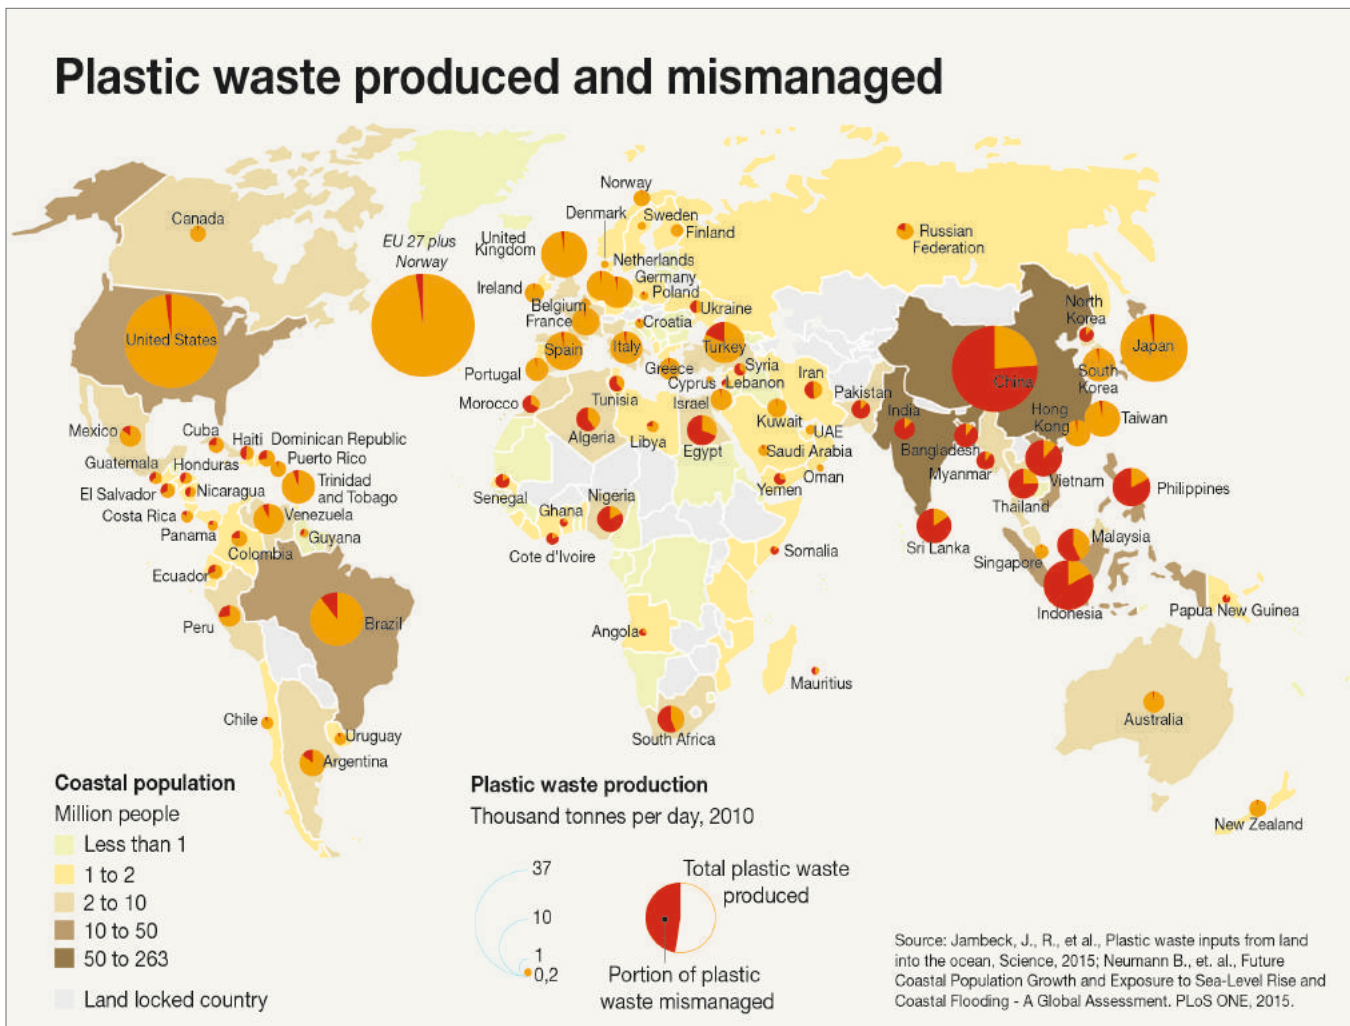 Plastic waste produced and mismanaged
Canada
EU 27 plus
Norway
United States
Norway
Denmark
Sweden
Finland
United
Kingdom
Netherlands
Germany
Ireland
Poland
Belgium
Ukraine
France
Croatia
Spain
Italy
Turkey
Portugal
Greece
Syria
Cyprus
Lebanon
Morocco
Tunisia
Israel
Iran
Algeria
Libya
Egypt
Kuwait
UAE
Saudi Arabia
Oman
Yemen
Russian
Federation
North
Korea
Japan
China
South
Korea
Pakistan
India
Hong
Kong
Taiwan
Bangladesh
Myanmar
Vietnam
Thailand
Philippines
Sri Lanka
Malaysia
Singapore
Indonesia
Papua New Guinea
Mexico
Cuba
Haiti
Dominican Republic
Puerto Rico
Guatemala
Honduras
Trinidad
and Tobago
El Salvador
Nicaragua
Costa Rica
Venezuela
Panama
Guyana
Colombia
Ecuador
Peru
Brazil
Chile
Uruguay
Argentina
Senegal
Ghana
Nigeria
Cote d'Ivoire
Somalia
Angola
Mauritius
South Africa
Australia
New Zealand
Coastal population
Million people
Less than 1
1 to 2
2 to 10
10 to 50
50 to 263
Land locked country
Plastic waste production
Thousand tonnes per day, 2010
37
10
1
0,2
Total plastic waste
produced
Portion of plastic
waste mismanaged
Source: Jambeck, J., R., et al., Plastic waste inputs from land
into the ocean, Science, 2015; Neumann B., et. al., Future
Coastal Population Growth and Exposure to Sea-Level Rise and
Coastal Flooding - A Global Assessment. PLoS ONE, 2015.